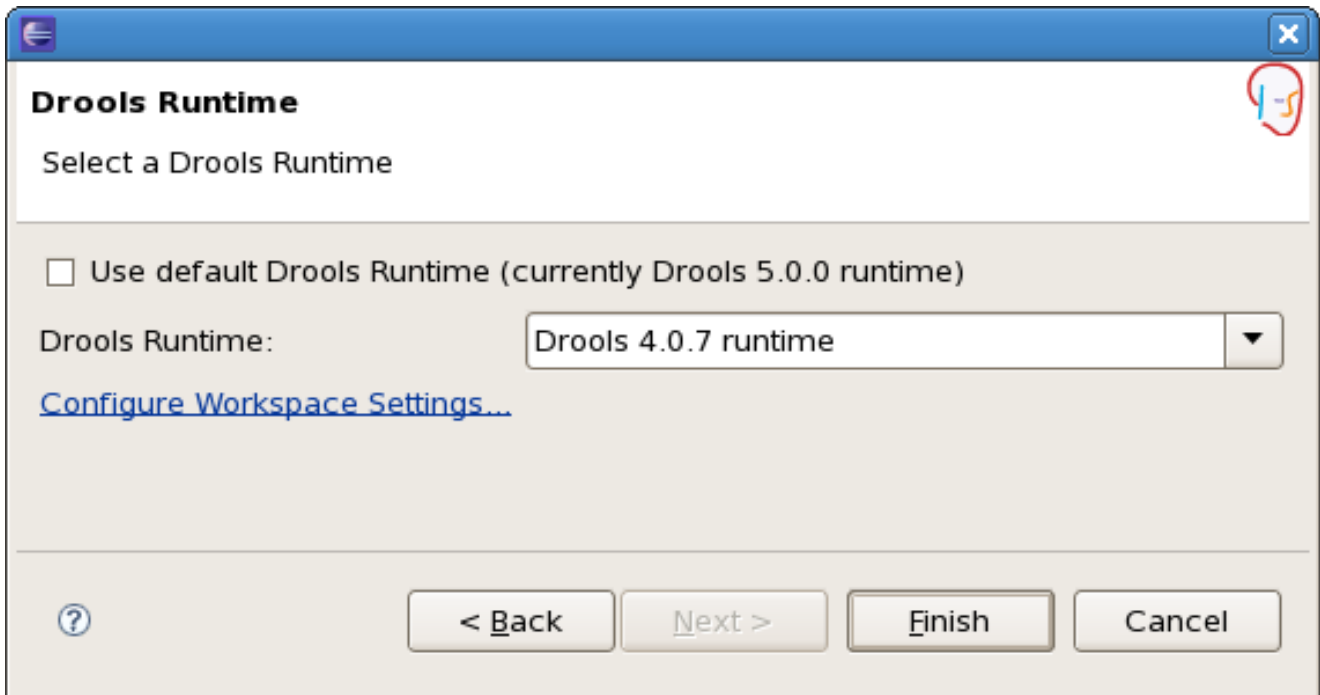 Drools Runtime
Select a Drools Runtime
Use default Drools Runtime (currently Drools 5.0.0 runtime)
Drools Runtime: Drools 4.0.7 runtime
Configure Workspace Settings...
? < Back Next > Finish Cancel